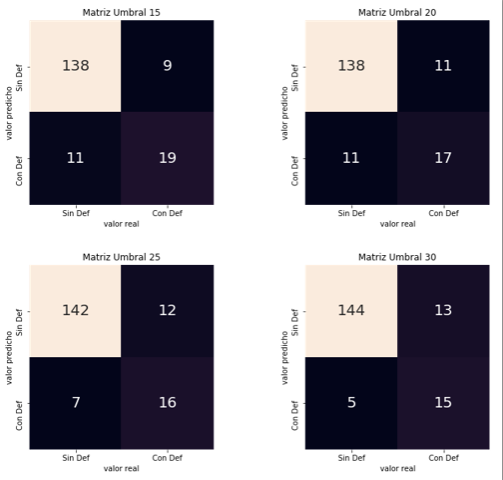 Matriz Umbral 15
Sin Def
138
9
valor predicho
Con Def
11
19
Sin Def
Con Def
valor real
Matriz Umbral 20
Sin Def
138
11
valor predicho
Con Def
11
17
Sin Def
Con Def
valor real
Matriz Umbral 25
Sin Def
142
12
valor predicho
Con Def
7
16
Sin Def
Con Def
valor real
Matriz Umbral 30
Sin Def
144
13
valor predicho
Con Def
5
15
Sin Def
Con Def
valor real